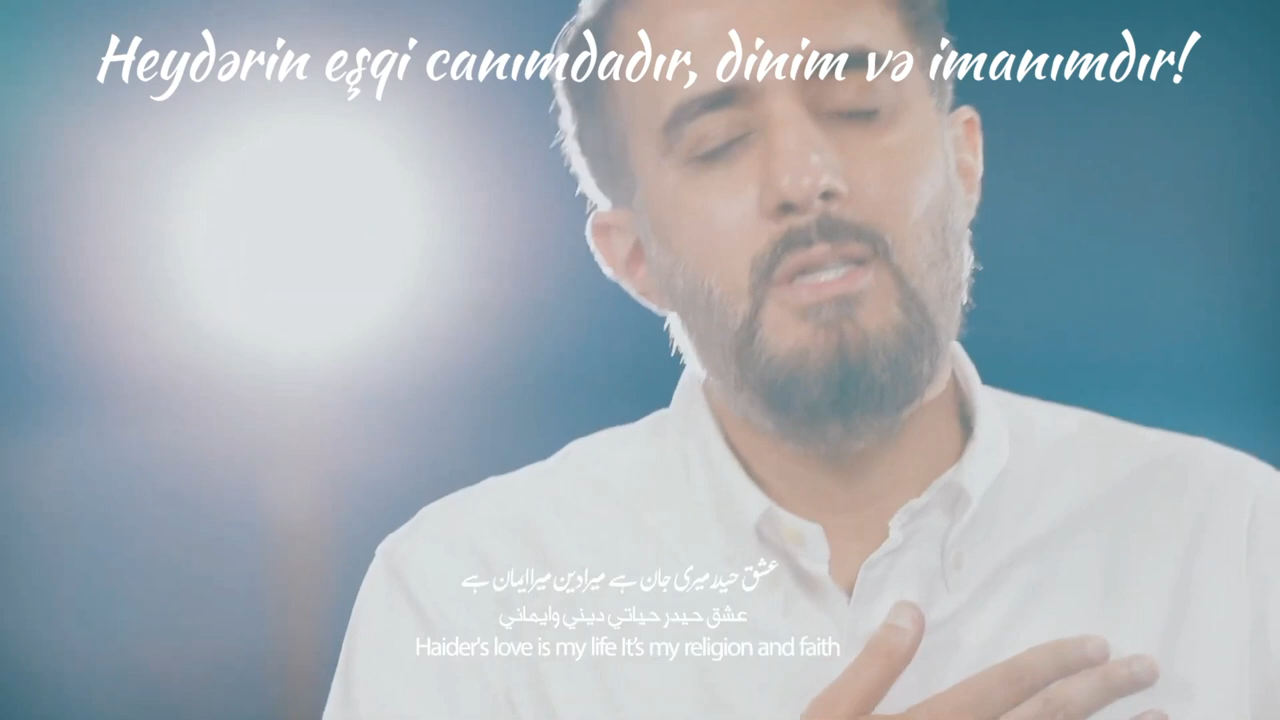 Heydərin eşqi canımdadır, dinim və imanımdır!
عشق حیدر میری جان ہے میرا دین میرا ایمان ہے
عشق حيدر حياتي ديني وايماني
Haider's love is my life It's my religion and faith